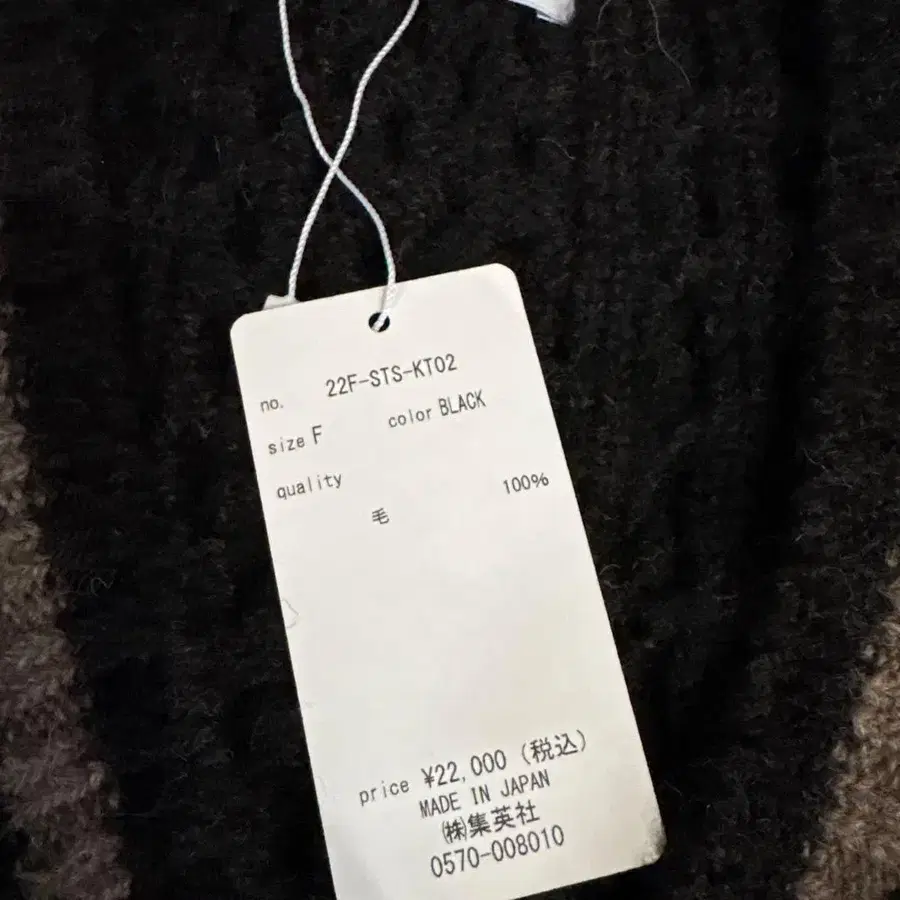 no. 22F-STS-KT02
size F color BLACK
quality
毛 100%
price ¥22,000 (税込)
MADE IN JAPAN
㈱集英社
0570-008010